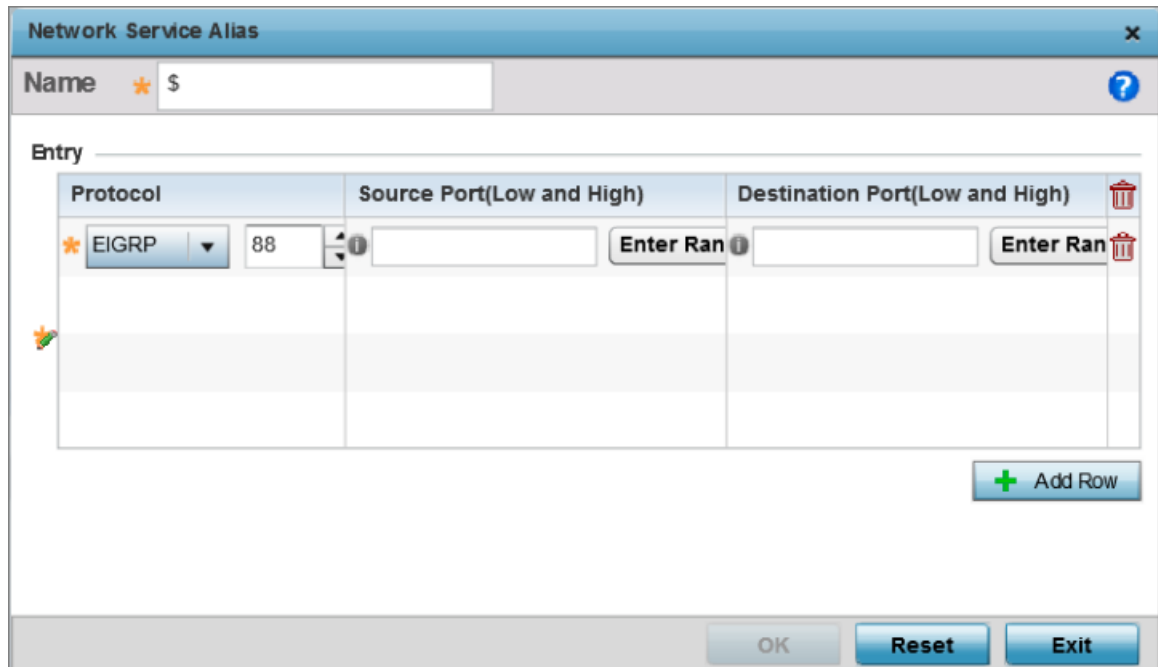 Network Service Alias
Name * $
Entry
Protocol Source Port(Low and High) Destination Port(Low and High)
* EIGRP 88 Enter Ran Enter Ran
Add Row
OK Reset Exit